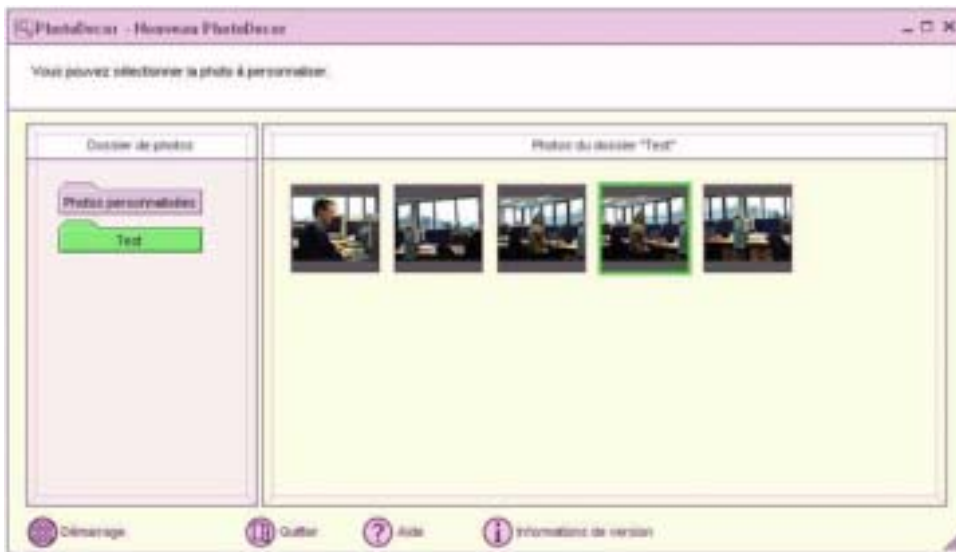 PhotoDecor - Nouveau PhotoDecor
Vous pouvez sélectionner la photo à personnaliser.
Dossier de photos
Photos du dossier "Test"
Photos personnalisées
Test
Démarrage
Quitter
Aide
Informations de version